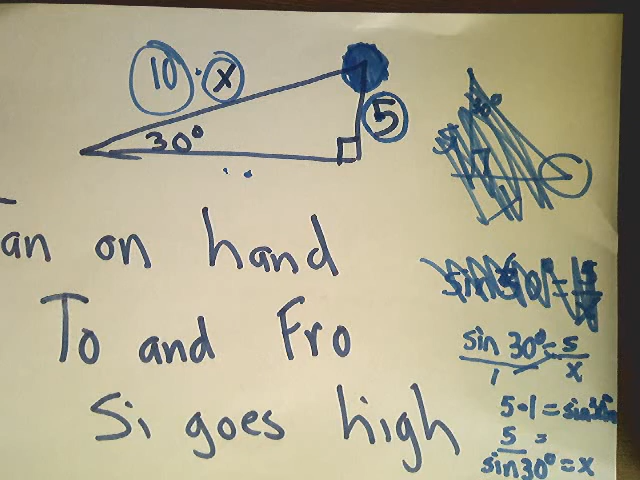 10 · x
5
30°
an on hand
To and Fro
Si goes high
sin 30° = 5
1 x
5·1 = sin30°
5 =
sin30° = x